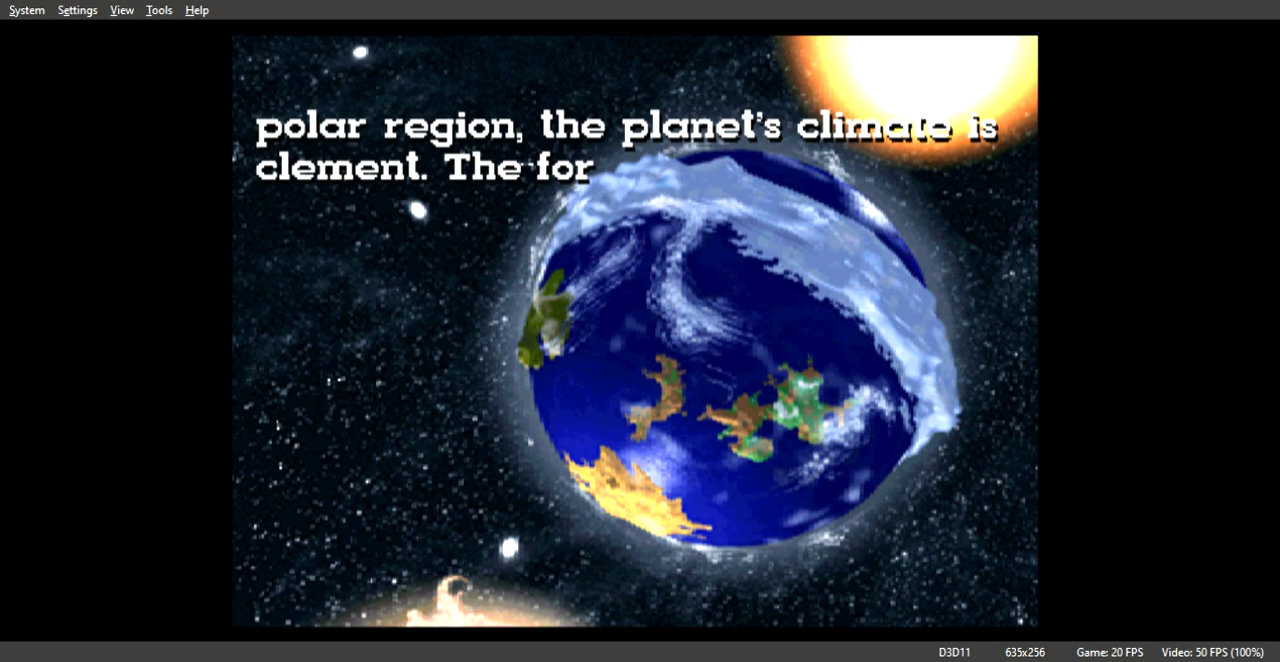 System Settings View Tools Help
polar region, the planet's climate is
clement. The for
D3D11 635x256 Game: 20 FPS Video: 50 FPS (100%)